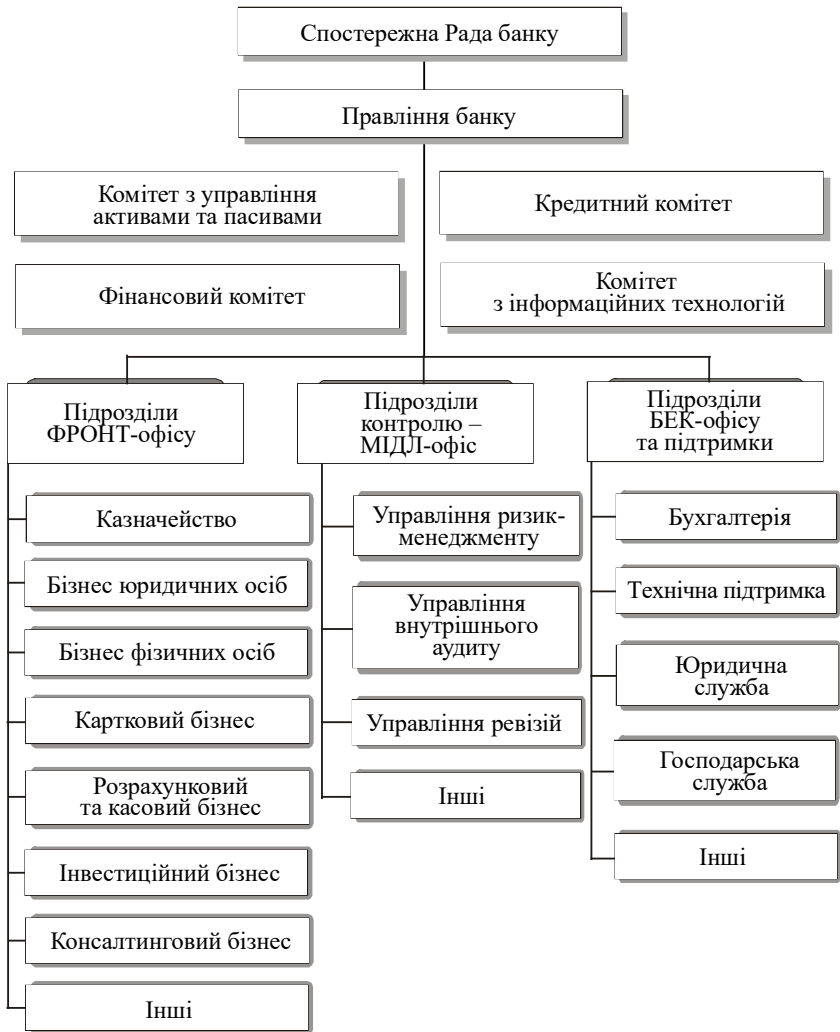 Спостережна Рада банку
Правління банку
Комітет з управління
активами та пасивами
Кредитний комітет
Фінансовий комітет
Комітет
з інформаційних технологій
Підрозділи
ФРОНТ-офісу
Казначейство
Бізнес юридичних осіб
Бізнес фізичних осіб
Картковий бізнес
Розрахунковий
та касовий бізнес
Інвестиційний бізнес
Консалтинговий бізнес
Інші
Підрозділи
контролю –
МІДЛ-офіс
Управління ризик-
менеджменту
Управління
внутрішнього
аудиту
Управління ревізій
Інші
Підрозділи
БЕК-офісу
та підтримки
Бухгалтерія
Технічна підтримка
Юридична
служба
Господарська
служба
Інші